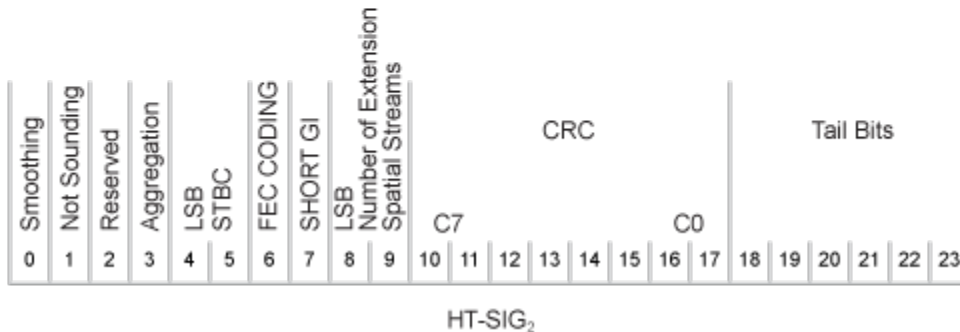 Smoothing
Not Sounding
Reserved
Aggregation
LSB
STBC
FEC CODING
SHORT GI
LSB
Number of Extension
Spatial Streams
CRC
C7 C0
Tail Bits
0 1 2 3 4 5 6 7 8 9 10 11 12 13 14 15 16 17 18 19 20 21 22 23
HT-SIG₂